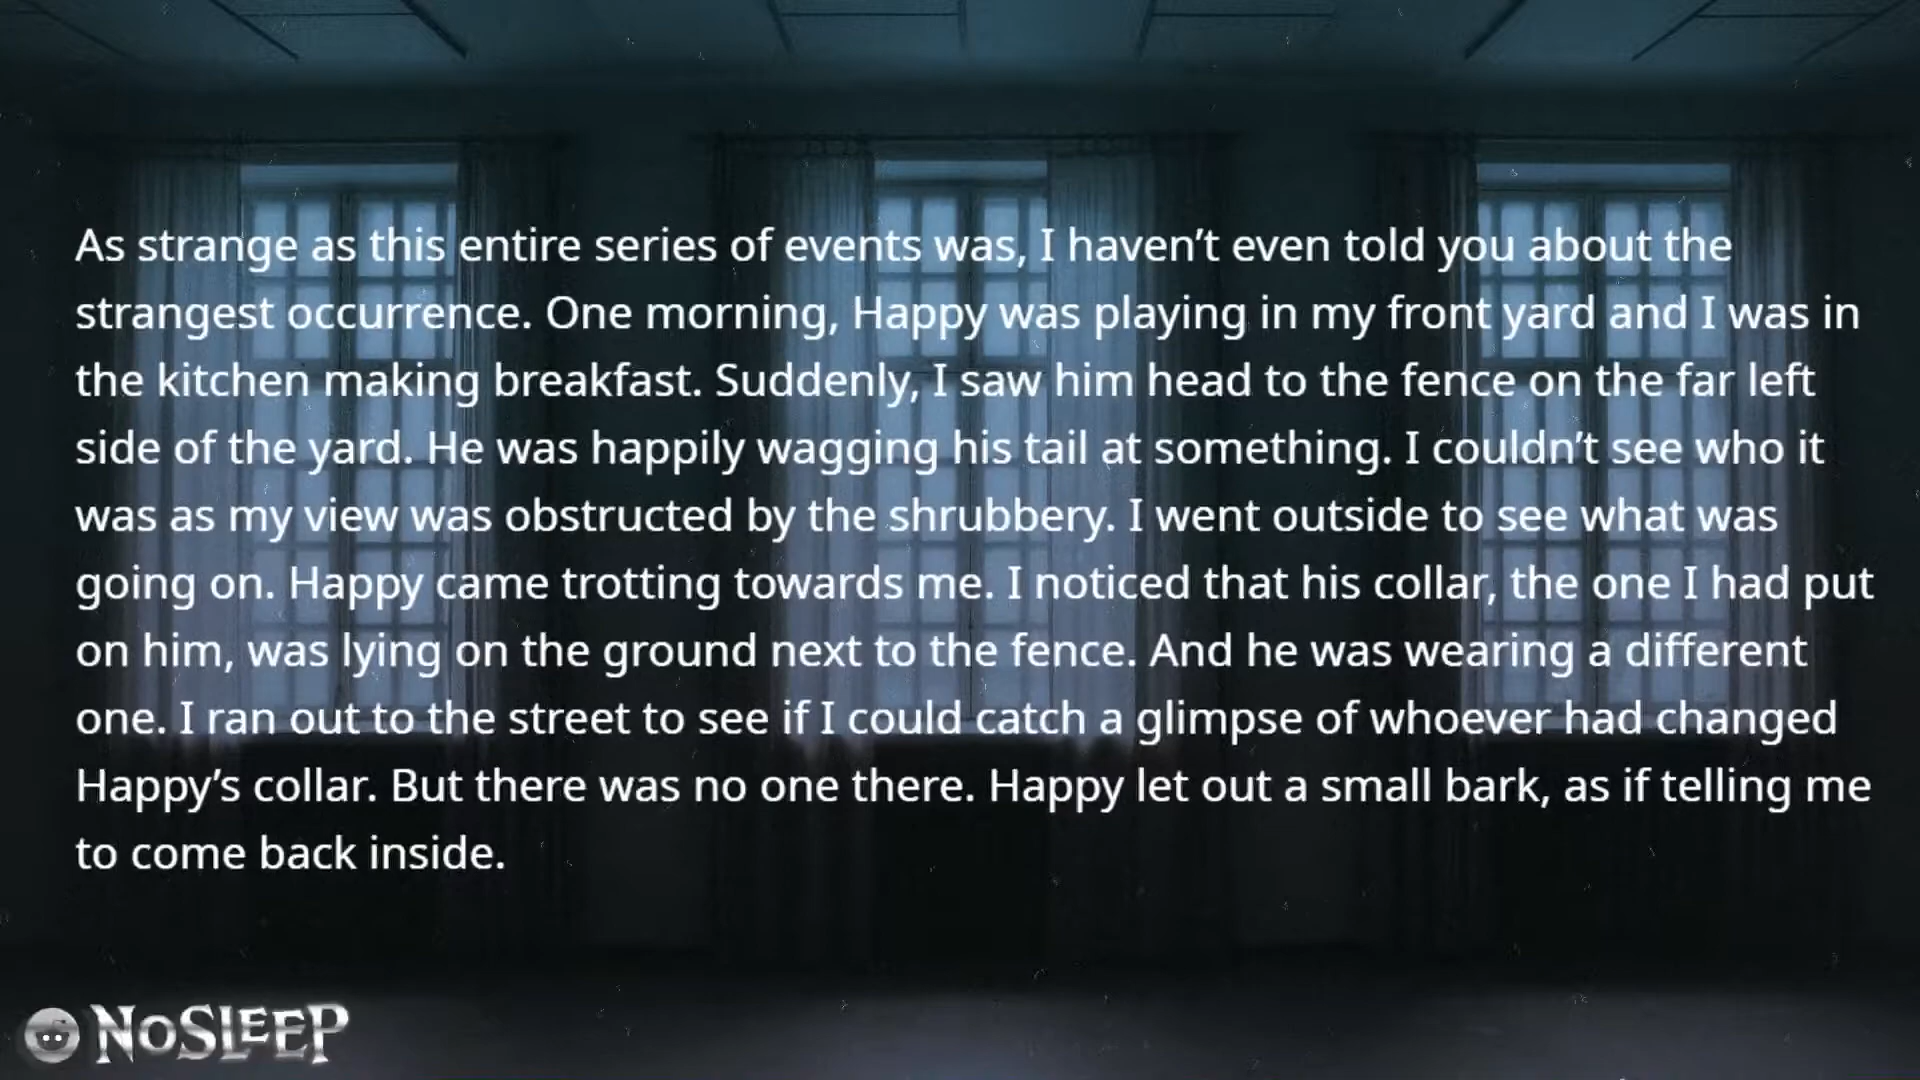 As strange as this entire series of events was, I haven’t even told you about the
strangest occurrence. One morning, Happy was playing in my front yard and I was in
the kitchen making breakfast. Suddenly, I saw him head to the fence on the far left
side of the yard. He was happily wagging his tail at something. I couldn’t see who it
was as my view was obstructed by the shrubbery. I went outside to see what was
going on. Happy came trotting towards me. I noticed that his collar, the one I had put
on him, was lying on the ground next to the fence. And he was wearing a different
one. I ran out to the street to see if I could catch a glimpse of whoever had changed
Happy’s collar. But there was no one there. Happy let out a small bark, as if telling me
to come back inside.
NOSLEEP